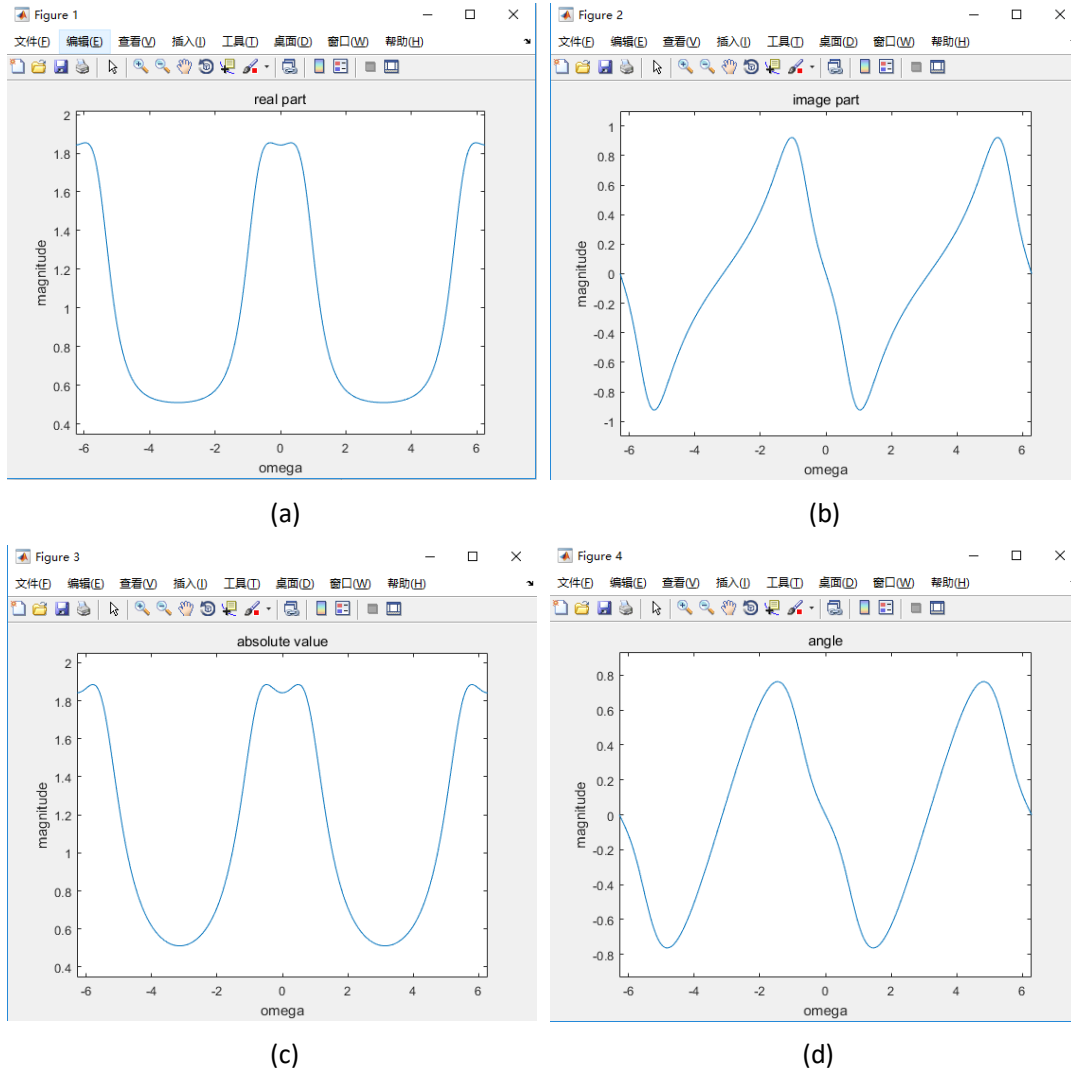 Figure 1
文件(F) 编辑(E) 查看(V) 插入(I) 工具(T) 桌面(D) 窗口(W) 帮助(H)
real part
2
1.8
1.6
1.4
1.2
1
0.8
0.6
0.4
magnitude
-6 -4 -2 0 2 4 6
omega
(a)
Figure 2
文件(F) 编辑(E) 查看(V) 插入(I) 工具(T) 桌面(D) 窗口(W) 帮助(H)
image part
1
0.8
0.6
0.4
0.2
0
-0.2
-0.4
-0.6
-0.8
-1
magnitude
-6 -4 -2 0 2 4 6
omega
(b)
Figure 3
文件(F) 编辑(E) 查看(V) 插入(I) 工具(T) 桌面(D) 窗口(W) 帮助(H)
absolute value
2
1.8
1.6
1.4
1.2
1
0.8
0.6
0.4
magnitude
-6 -4 -2 0 2 4 6
omega
(c)
Figure 4
文件(F) 编辑(E) 查看(V) 插入(I) 工具(T) 桌面(D) 窗口(W) 帮助(H)
angle
0.8
0.6
0.4
0.2
0
-0.2
-0.4
-0.6
-0.8
magnitude
-6 -4 -2 0 2 4 6
omega
(d)